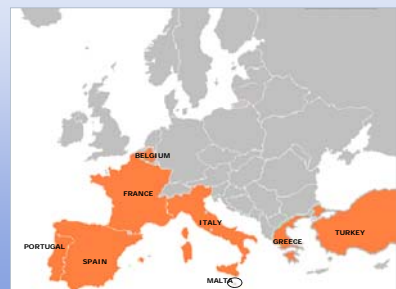 BELGIUM
FRANCE
ITALY
PORTUGAL
SPAIN
GREECE
TURKEY
MALTA